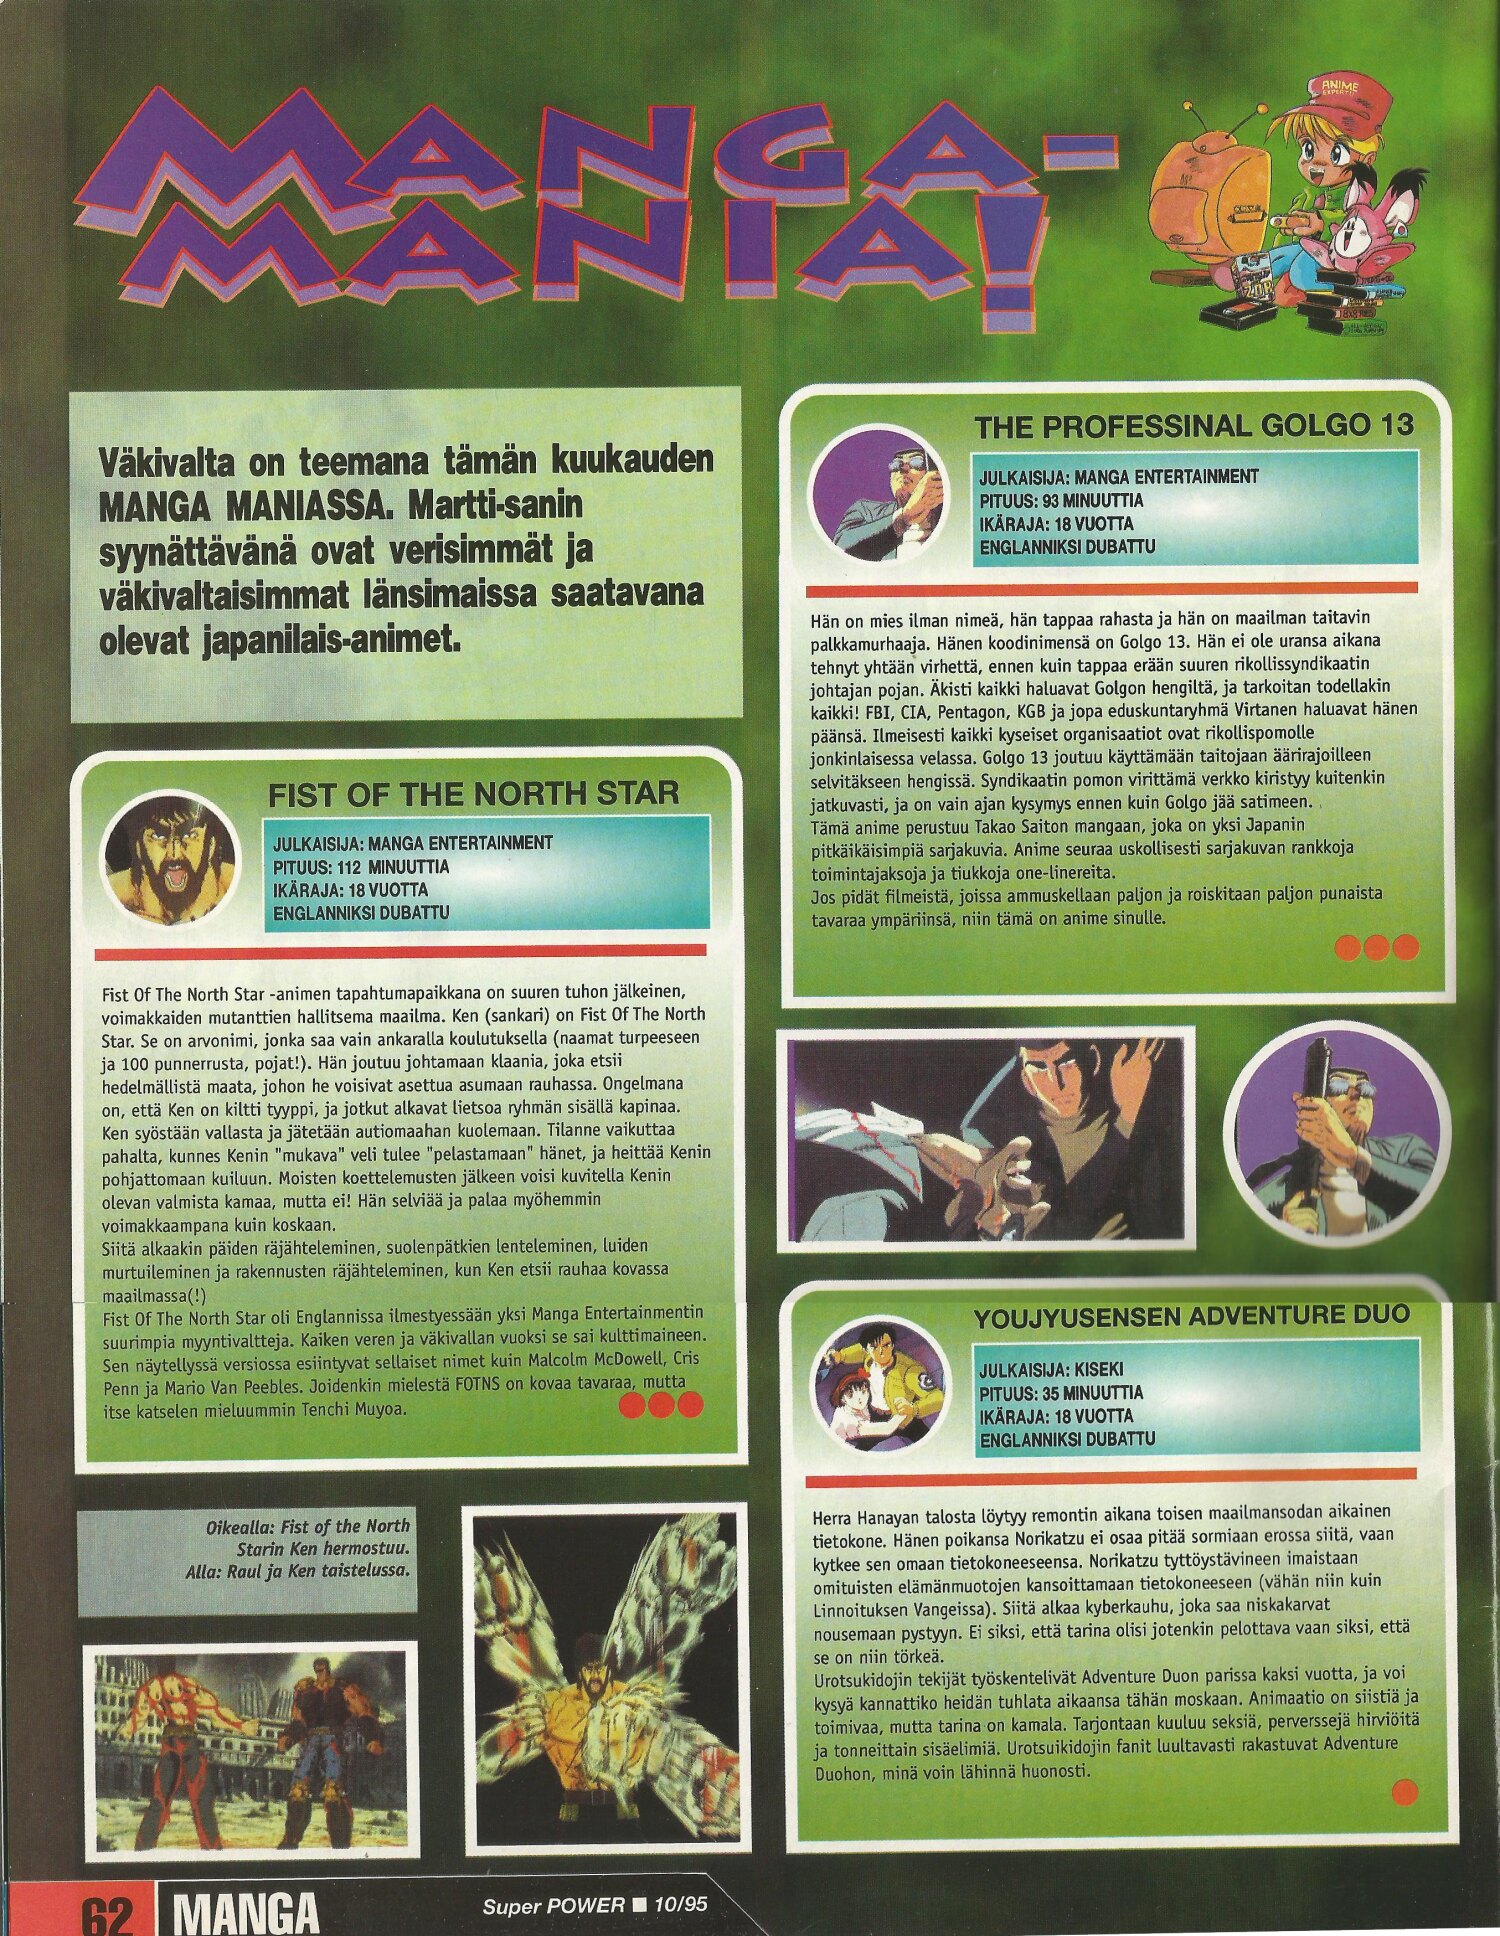 MANGA-
MANIA!
ANIME
EXPERTI!
Väkivalta on teemana tämän kuukauden
MANGA MANIASSA. Martti-sanin
syynättävänä ovat verisimmät ja
väkivaltaisimmat länsimaissa saatavana
olevat japanilais-animet.
FIST OF THE NORTH STAR
JULKAISIJA: MANGA ENTERTAINMENT
PITUUS: 112 MINUUTTIA
IKÄRAJA: 18 VUOTTA
ENGLANNIKSI DUBATTU
Fist Of The North Star -animen tapahtumapaikkana on suuren tuhon jälkeinen,
voimakkaiden mutanttien hallitsema maailma. Ken (sankari) on Fist Of The North
Star. Se on arvonimi, jonka saa vain ankaralla koulutuksella (naamat turpeeseen
ja 100 punnerrusta, pojat!). Hän joutuu johtamaan klaania, joka etsii
hedelmällistä maata, johon he voisivat asettua asumaan rauhassa. Ongelmana
on, että Ken on kiltti tyyppi, ja jotkut alkavat lietsoa ryhmän sisällä kapinaa.
Ken syöstään vallasta ja jätetään autiomaahan kuolemaan. Tilanne vaikuttaa
pahalta, kunnes Kenin "mukava" veli tulee "pelastamaan" hänet, ja heittää Kenin
pohjattomaan kuiluun. Moisten koettelemusten jälkeen voisi kuvitella Kenin
olevan valmista kamaa, mutta ei! Hän selviää ja palaa myöhemmin
voimakkaampana kuin koskaan.
Siitä alkaakin päiden räjähteleminen, suolenpätkien lenteleminen, luiden
murtuileminen ja rakennusten räjähteleminen, kun Ken etsii rauhaa kovassa
maailmassa(!)
Fist Of The North Star oli Englannissa ilmestyessään yksi Manga Entertainmentin
suurimpia myyntivaltteja. Kaiken veren ja väkivallan vuoksi se sai kulttimaineen.
Sen näytellyssä versiossa esiintyvat sellaiset nimet kuin Malcolm McDowell, Cris
Penn ja Mario Van Peebles. Joidenkin mielestä FOTNS on kovaa tavaraa, mutta
itse katselen mieluummin Tenchi Muyoa.
Oikealla: Fist of the North
Starin Ken hermostuu.
Alla: Raul ja Ken taistelussa.
THE PROFESSINAL GOLGO 13
JULKAISIJA: MANGA ENTERTAINMENT
PITUUS: 93 MINUUTTIA
IKÄRAJA: 18 VUOTTA
ENGLANNIKSI DUBATTU
Hän on mies ilman nimeä, hän tappaa rahasta ja hän on maailman taitavin
palkkamurhaaja. Hänen koodinimensä on Golgo 13. Hän ei ole uransa aikana
tehnyt yhtään virhettä, ennen kuin tappaa erään suuren rikollissyndikaatin
johtajan pojan. Äkisti kaikki haluavat Golgon hengiltä, ja tarkoitan todellakin
kaikki! FBI, CIA, Pentagon, KGB ja jopa eduskuntaryhmä Virtanen haluavat hänen
päänsä. Ilmeisesti kaikki kyseiset organisaatiot ovat rikollispomolle
jonkinlaisessa velassa. Golgo 13 joutuu käyttämään taitojaan äärirajoilleen
selvitäkseen hengissä. Syndikaatin pomon virittämä verkko kiristyy kuitenkin
jatkuvasti, ja on vain ajan kysymys ennen kuin Golgo jää satimeen.
Tämä anime perustuu Takao Saiton mangaan, joka on yksi Japanin
pitkäikäisimpiä sarjakuvia. Anime seuraa uskollisesti sarjakuvan rankkoja
toimintajaksoja ja tiukkoja one-linereita.
Jos pidät filmeistä, joissa ammuskellaan paljon ja roiskitaan paljon punaista
tavaraa ympäriinsä, niin tämä on anime sinulle.
YOUJYUSENSEN ADVENTURE DUO
JULKAISIJA: KISEKI
PITUUS: 35 MINUUTTIA
IKÄRAJA: 18 VUOTTA
ENGLANNIKSI DUBATTU
Herra Hanayan talosta löytyy remontin aikana toisen maailmansodan aikainen
tietokone. Hänen poikansa Norikatzu ei osaa pitää sormiaan erossa siitä, vaan
kytkee sen omaan tietokoneeseensa. Norikatzu tyttöystävineen imaistaan
omituisten elämänmuotojen kansoittamaan tietokoneeseen (vähän niin kuin
Linnoituksen Vangeissa). Siitä alkaa kyberkauhu, joka saa niskakarvat
nousemaan pystyyn. Ei siksi, että tarina olisi jotenkin pelottava vaan siksi, että
se on niin törkeä.
Urotsukidojin tekijät työskentelivät Adventure Duon parissa kaksi vuotta, ja voi
kysyä kannattiko heidän tuhlata aikaansa tähän moskaan. Animaatio on siistiä ja
toimivaa, mutta tarina on kamala. Tarjontaan kuuluu seksiä, perverssejä hirviöitä
ja tonneittain sisäelimiä. Urotsuikidojin fanit luultavasti rakastuvat Adventure
Duohon, minä voin lähinnä huonosti.
62 MANGA
Super POWER ■ 10/95